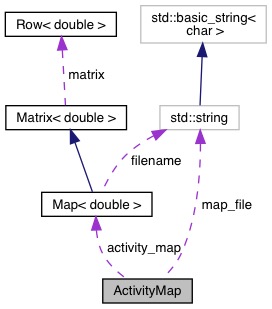 Row< double >
std::basic_string<
char >
matrix
Matrix< double >
std::string
filename
Map< double >
map_file
activity_map
ActivityMap